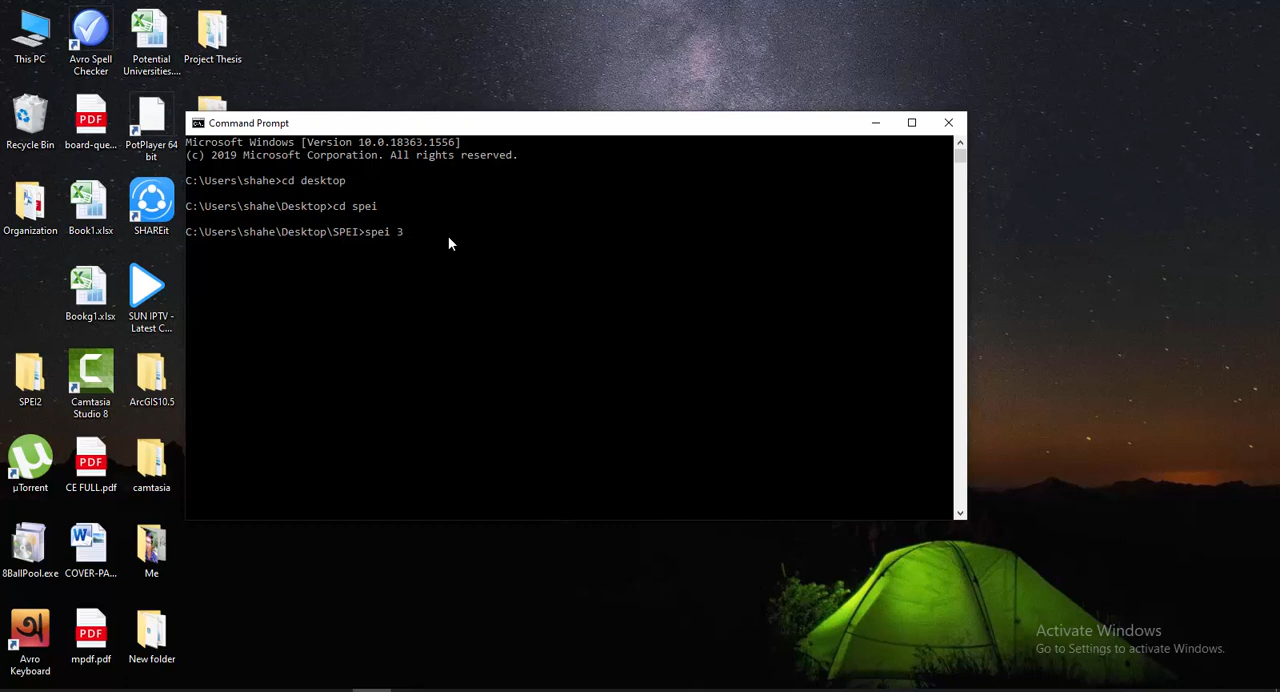 This PC
Avro Spell
Checker
Potential
Universities....
Project Thesis
Recycle Bin
board-que...
PotPlayer 64
bit
Organization
Book1.xlsx
SHAREit
Bookg1.xlsx
SUN IPTV -
Latest C...
SPEI2
Camtasia
Studio 8
ArcGIS10.5
µTorrent
CE FULL.pdf
camtasia
8BallPool.exe
COVER-PA...
Me
Avro
Keyboard
mpdf.pdf
New folder
PDF
PDF
PDF
অ
Command Prompt
Microsoft Windows [Version 10.0.18363.1556]
(c) 2019 Microsoft Corporation. All rights reserved.
C:\Users\shahe>cd desktop
C:\Users\shahe\Desktop>cd spei
C:\Users\shahe\Desktop\SPEI>spei 3
Activate Windows
Go to Settings to activate Windows.